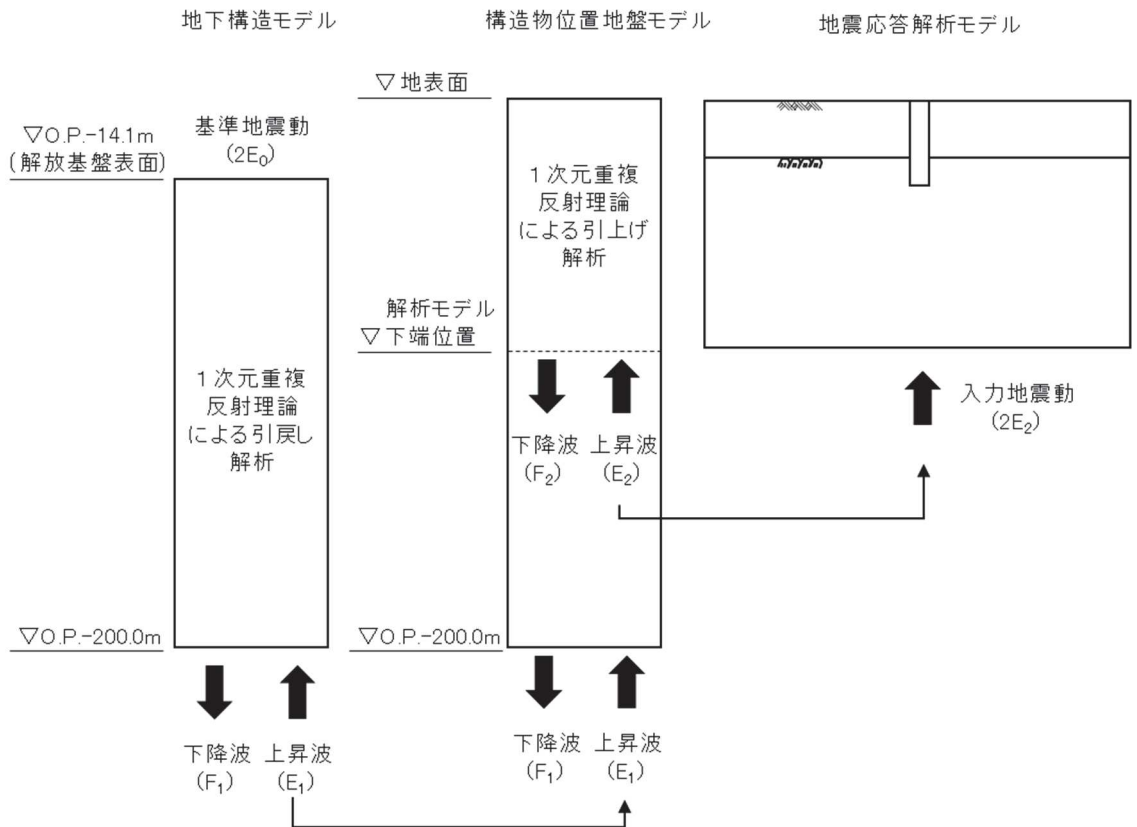 地下構造モデル
構造物位置地盤モデル
地震応答解析モデル
▽O.P.-14.1m
(解放基盤表面)
基準地震動
(2E₀)
1次元重複
反射理論
による引戻し
解析
▽O.P.-200.0m
下降波
(F₁)
上昇波
(E₁)
▽地表面
1次元重複
反射理論
による引上げ
解析
解析モデル
▽下端位置
下降波
(F₂)
上昇波
(E₂)
▽O.P.-200.0m
下降波
(F₁)
上昇波
(E₁)
入力地震動
(2E₂)